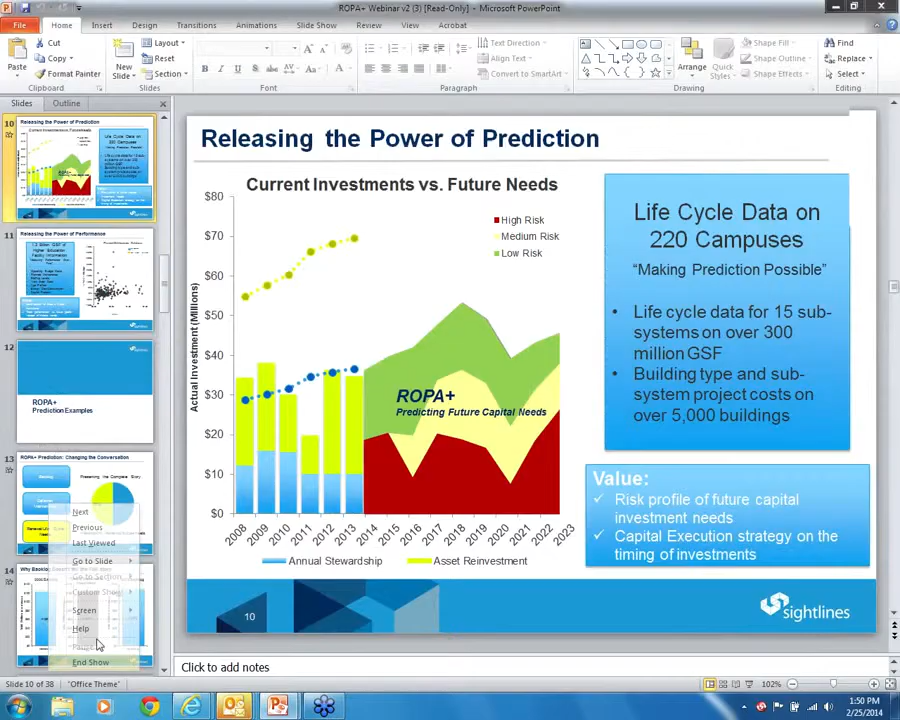 ROPA+ Webinar v2 (3) [Read-Only] - Microsoft PowerPoint
File Home Insert Design Transitions Animations Slide Show Review View Acrobat
Paste Cut Copy Format Painter Clipboard
New Slide Layout Reset Section Slides
Font
Paragraph Text Direction Align Text Convert to SmartArt
Arrange Quick Styles Shape Fill Shape Outline Shape Effects Drawing
Find Replace Select Editing
Slides Outline
10
Releasing the Power of Prediction
11
Releasing the Power of Performance
12
ROPA+
Prediction Examples
13
ROPA+ Prediction: Changing the Conversation
14
Next
Previous
Last Viewed
Go to Slide
Go to Section
Custom Show
Screen
Help
End Show
Releasing the Power of Prediction
Current Investments vs. Future Needs
Actual Investment (Millions)
$80
$70
$60
$50
$40
$30
$20
$10
$0
High Risk
Medium Risk
Low Risk
ROPA+
Predicting Future Capital Needs
2008 2009 2010 2011 2012 2013 2014 2015 2016 2017 2018 2019 2020 2021 2022 2023
Annual Stewardship Asset Reinvestment
Life Cycle Data on
220 Campuses
“Making Prediction Possible”
• Life cycle data for 15 sub-
systems on over 300
million GSF
• Building type and sub-
system project costs on
over 5,000 buildings
Value:
✓ Risk profile of future capital
investment needs
✓ Capital Execution strategy on the
timing of investments
10
sightlines
Click to add notes
Slide 10 of 38 "Office Theme" 102%
1:50 PM
2/25/2014